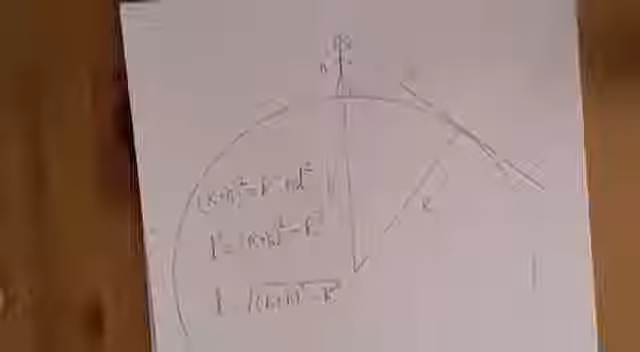 h
R
(R+h)² = R² + d²
d² = (R+h)² - R²
d = √(R+h)² - R²